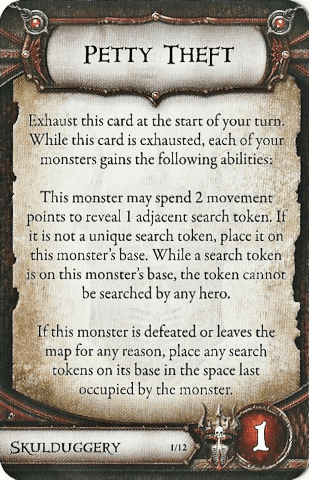 Petty Theft
Exhaust this card at the start of your turn.
While this card is exhausted, each of your
monsters gains the following abilities:
This monster may spend 2 movement
points to reveal 1 adjacent search token. If
it is not a unique search token, place it on
this monster's base. While a search token
is on this monster's base, the token cannot
be searched by any hero.
If this monster is defeated or leaves the
map for any reason, place any search
tokens on its base in the space last
occupied by the monster.
Skulduggery 1/12 1